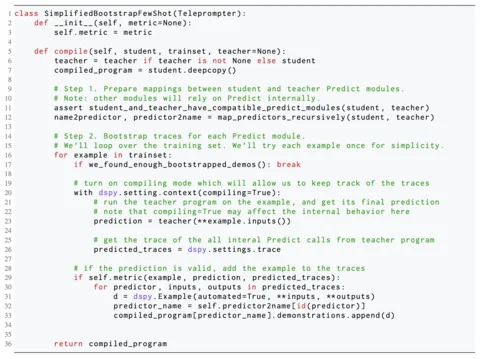 1 class SimplifiedBootstrapFewShot(Teleprompter):
2     def __init__(self, metric=None):
3         self.metric = metric
4
5     def compile(self, student, trainset, teacher=None):
6         teacher = teacher if teacher is not None else student
7         compiled_program = student.deepcopy()
8
9         # Step 1. Prepare mappings between student and teacher Predict modules.
10         # Note: other modules will rely on Predict internally.
11         assert student_and_teacher_have_compatible_predict_modules(student, teacher)
12         name2predictor, predictor2name = map_predictors_recursively(student, teacher)
13
14         # Step 2. Bootstrap traces for each Predict module.
15         # We'll loop over the training set. We'll try each example once for simplicity.
16         for example in trainset:
17             if we_found_enough_bootstrapped_demos(): break
18
19             # turn on compiling mode which will allow us to keep track of the traces
20             with dspy.setting.context(compiling=True):
21                 # run the teacher program on the example, and get its final prediction
22                 # note that compiling=True may affect the internal behavior here
23                 prediction = teacher(**example.inputs())
24
25                 # get the trace of the all interal Predict calls from teacher program
26                 predicted_traces = dspy.settings.trace
27
28             # if the prediction is valid, add the example to the traces
29             if self.metric(example, prediction, predicted_traces):
30                 for predictor, inputs, outputs in predicted_traces:
31                     d = dspy.Example(automated=True, **inputs, **outputs)
32                     predictor_name = self.predictor2name[id(predictor)]
33                     compiled_program[predictor_name].demonstrations.append(d)
34
35
36         return compiled_program